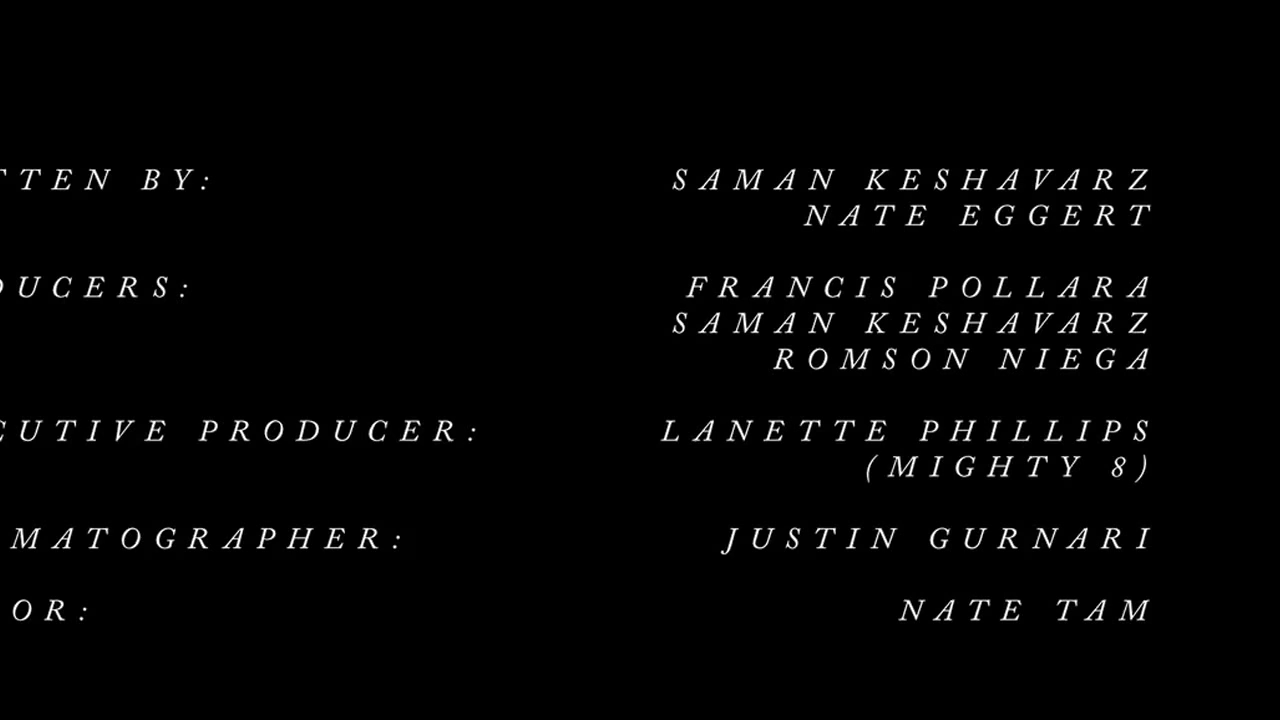 TTEN BY: SAMAN KESHAVARZ
NATE EGGERT
DUCERS: FRANCIS POLLARA
SAMAN KESHAVARZ
ROMSON NIEGA
CUTIVE PRODUCER: LANETTE PHILLIPS
(MIGHTY 8)
MATOGRAPHER: JUSTIN GURNARI
OR: NATE TAM